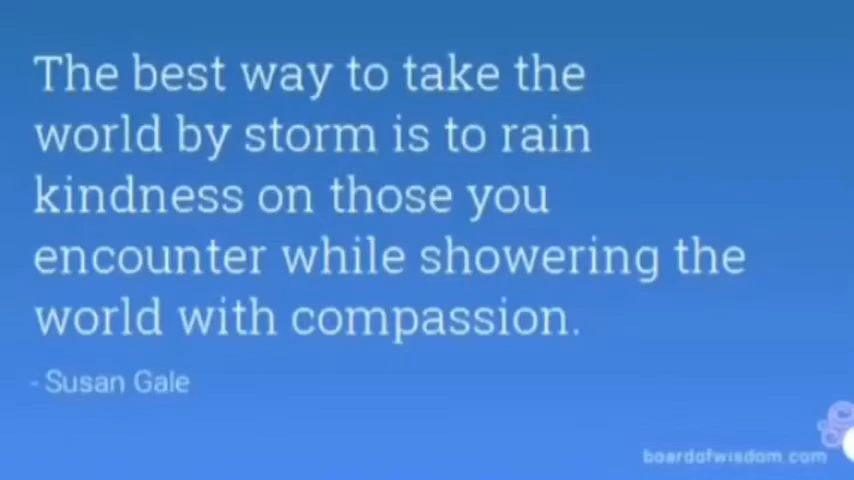 The best way to take the
world by storm is to rain
kindness on those you
encounter while showering the
world with compassion.
- Susan Gale
boardofwisdom.com